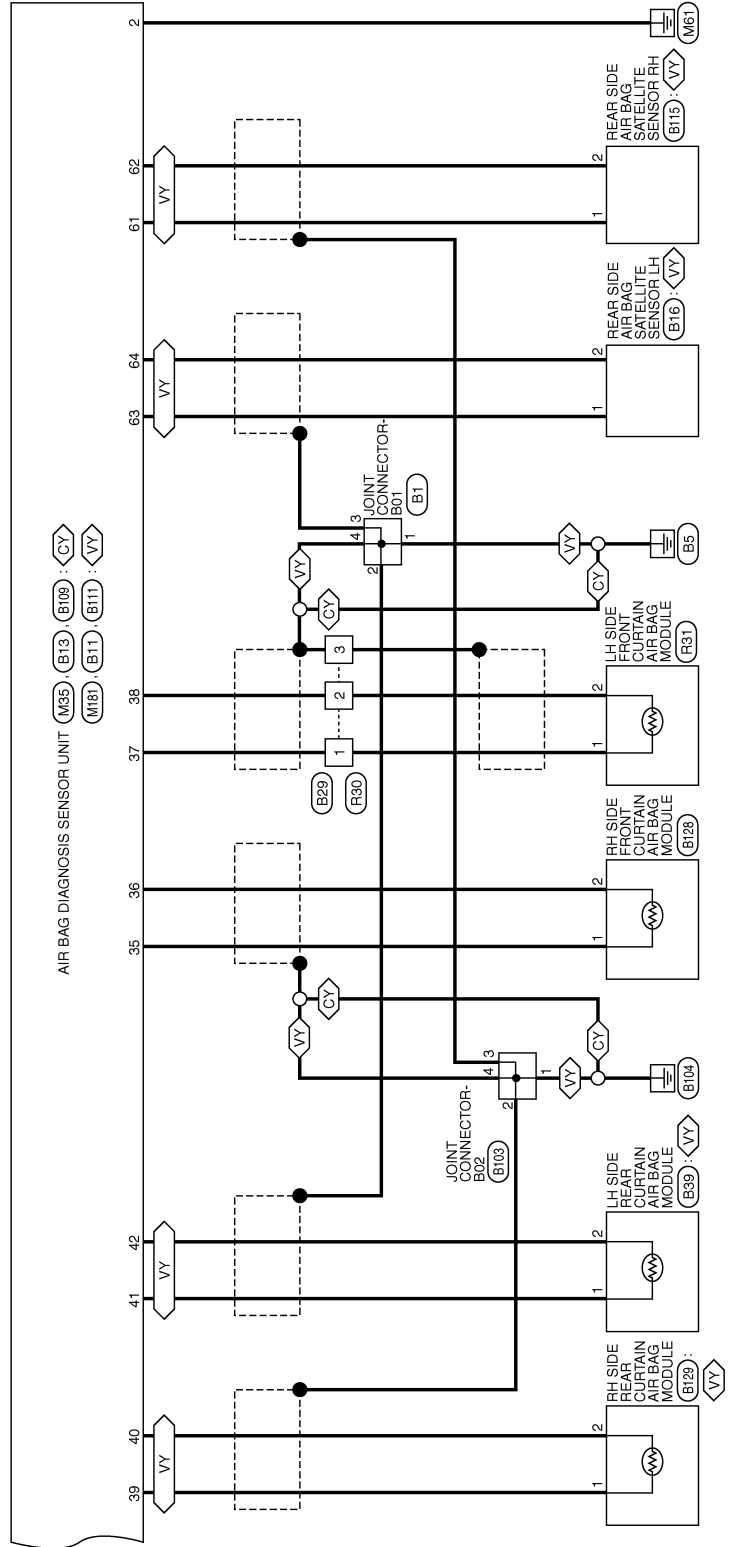 AIR BAG DIAGNOSIS SENSOR UNIT M35 , B13 , B109 : CY
M181 , B11 , B111 : VY
39
40
41
42
35
36
37
38
63
64
61
62
2
VY
VY
VY
VY
B29
R30
1
2
3
VY
CY
VY
CY
JOINT
CONNECTOR-
B01
B1
3
4
2
1
VY
CY
JOINT
CONNECTOR-
B02
B103
3
4
2
1
VY
CY
1
2
RH SIDE
REAR
CURTAIN
AIR BAG
MODULE
B129 :
VY
1
2
LH SIDE
REAR
CURTAIN
AIR BAG
MODULE
B39 : VY
B104
1
2
RH SIDE
FRONT
CURTAIN
AIR BAG
MODULE
B128
1
2
LH SIDE
FRONT
CURTAIN
AIR BAG
MODULE
R31
B5
1
2
REAR SIDE
AIR BAG
SATELLITE
SENSOR LH
B16 : VY
1
2
REAR SIDE
AIR BAG
SATELLITE
SENSOR RH
B115 : VY
M61